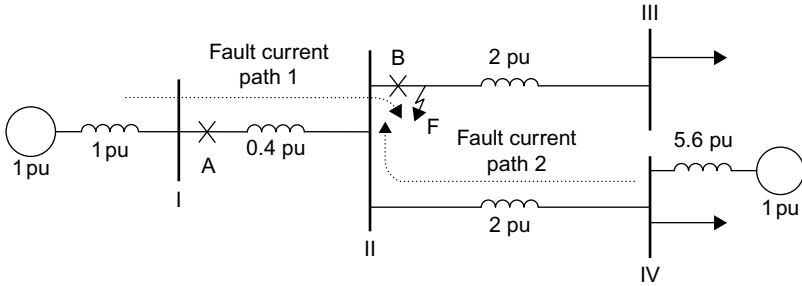 III
Fault current
path 1
B
2 pu
1 pu
1 pu
A
0.4 pu
F
Fault current
path 2
5.6 pu
1 pu
I
II
2 pu
IV